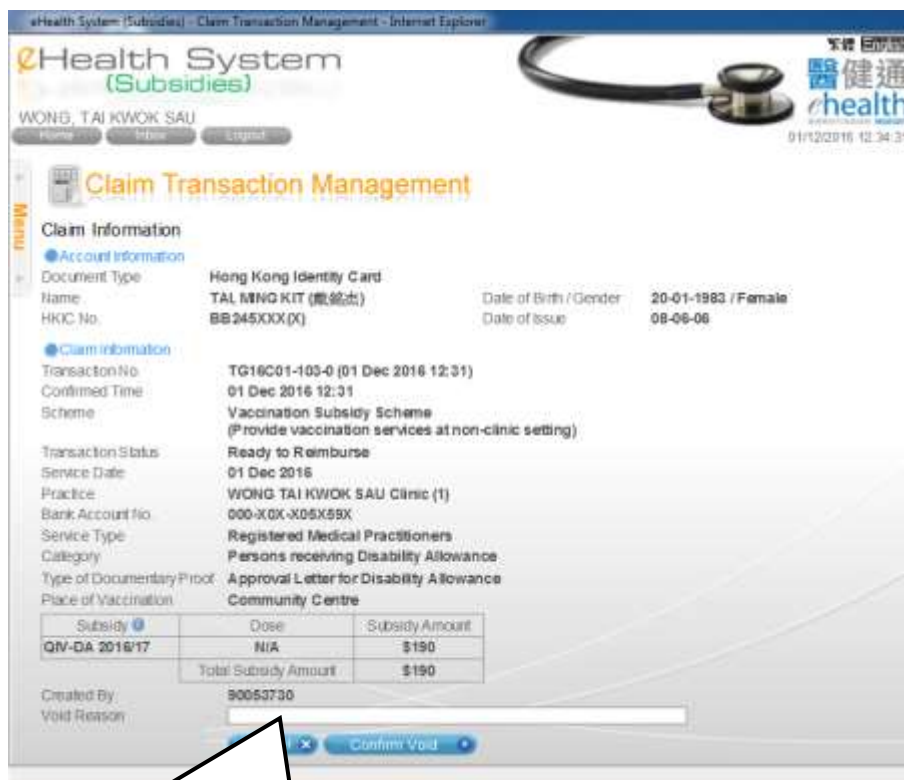 eHealth System (Subsidies) - Claim Transaction Management - Internet Explorer
eHealth System
(Subsidies)
繁體 English
醫健通
ehealth
WONG, TAI KWOK SAU
Home Inbox Logout
01/12/2016 12:34:3
Menu
Claim Transaction Management
Claim Information
Account Information
Document Type Hong Kong Identity Card
Name TAI, MING KIT (戴銘杰) Date of Birth / Gender 20-01-1983 / Female
HKIC No. BB245XXX(X) Date of Issue 08-06-06
Claim Information
Transaction No. TG16C01-103-0 (01 Dec 2016 12:31)
Confirmed Time 01 Dec 2016 12:31
Scheme Vaccination Subsidy Scheme
(Provide vaccination services at non-clinic setting)
Transaction Status Ready to Reimburse
Service Date 01 Dec 2016
Practice WONG TAI KWOK SAU Clinic (1)
Bank Account No. 000-X0X-X05X59X
Service Type Registered Medical Practitioners
Category Persons receiving Disability Allowance
Type of Documentary Proof Approval Letter for Disability Allowance
Place of Vaccination Community Centre
Subsidy Dose Subsidy Amount
QIV-DA 2016/17 N/A $190
Total Subsidy Amount $190
Created By 90053730
Void Reason
Confirm Void